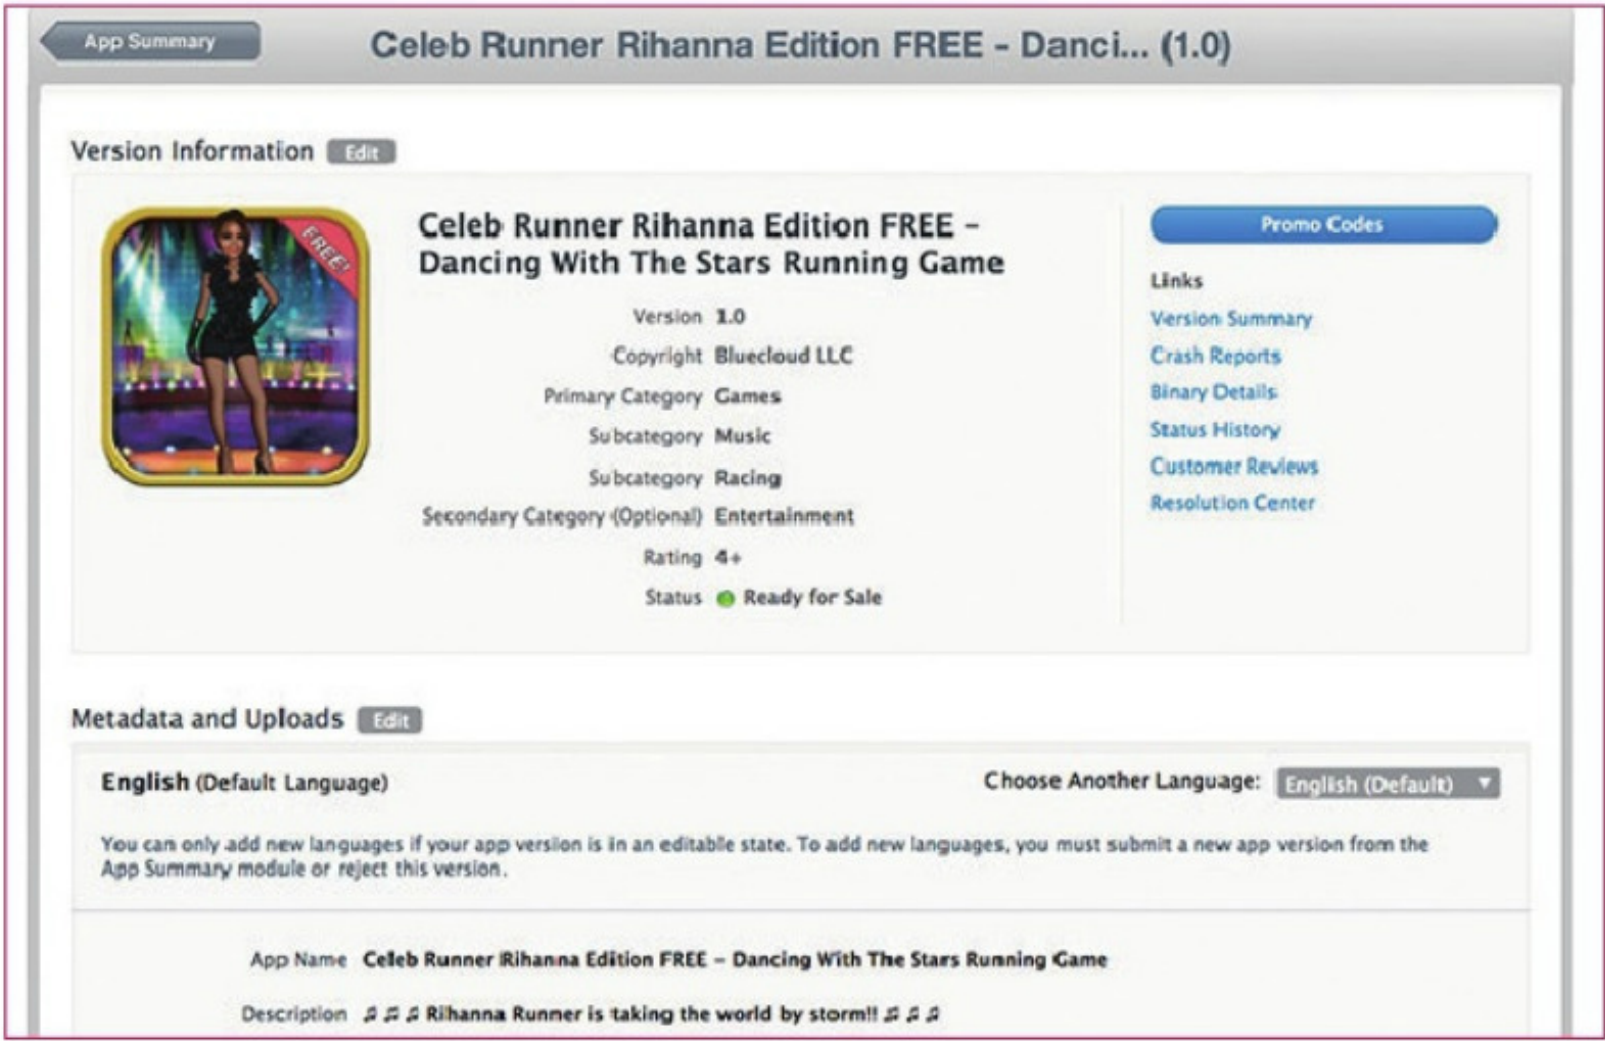 App Summary
Celeb Runner Rihanna Edition FREE - Danci... (1.0)
Version Information Edit
FREE!
Celeb Runner Rihanna Edition FREE –
Dancing With The Stars Running Game
Version 1.0
Copyright Bluecloud LLC
Primary Category Games
Subcategory Music
Subcategory Racing
Secondary Category (Optional) Entertainment
Rating 4+
Status Ready for Sale
Promo Codes
Links
Version Summary
Crash Reports
Binary Details
Status History
Customer Reviews
Resolution Center
Metadata and Uploads Edit
English (Default Language)
Choose Another Language: English (Default)
You can only add new languages if your app version is in an editable state. To add new languages, you must submit a new app version from the
App Summary module or reject this version.
App Name Celeb Runner Rihanna Edition FREE – Dancing With The Stars Running Game
Description ♫ ♫ ♫ Rihanna Runner is taking the world by storm!! ♫ ♫ ♫